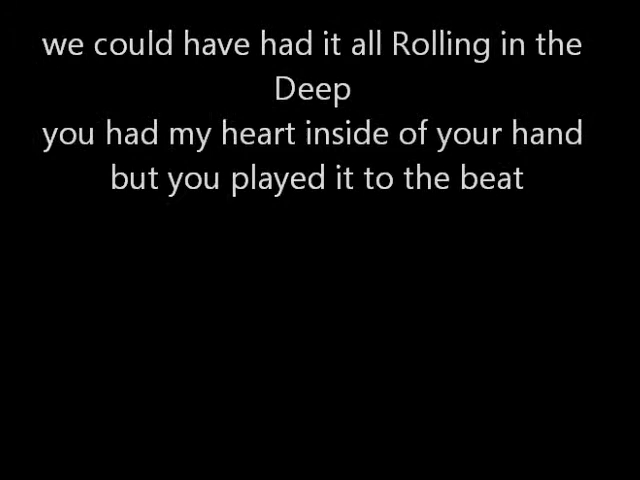 we could have had it all Rolling in the
Deep
you had my heart inside of your hand
but you played it to the beat